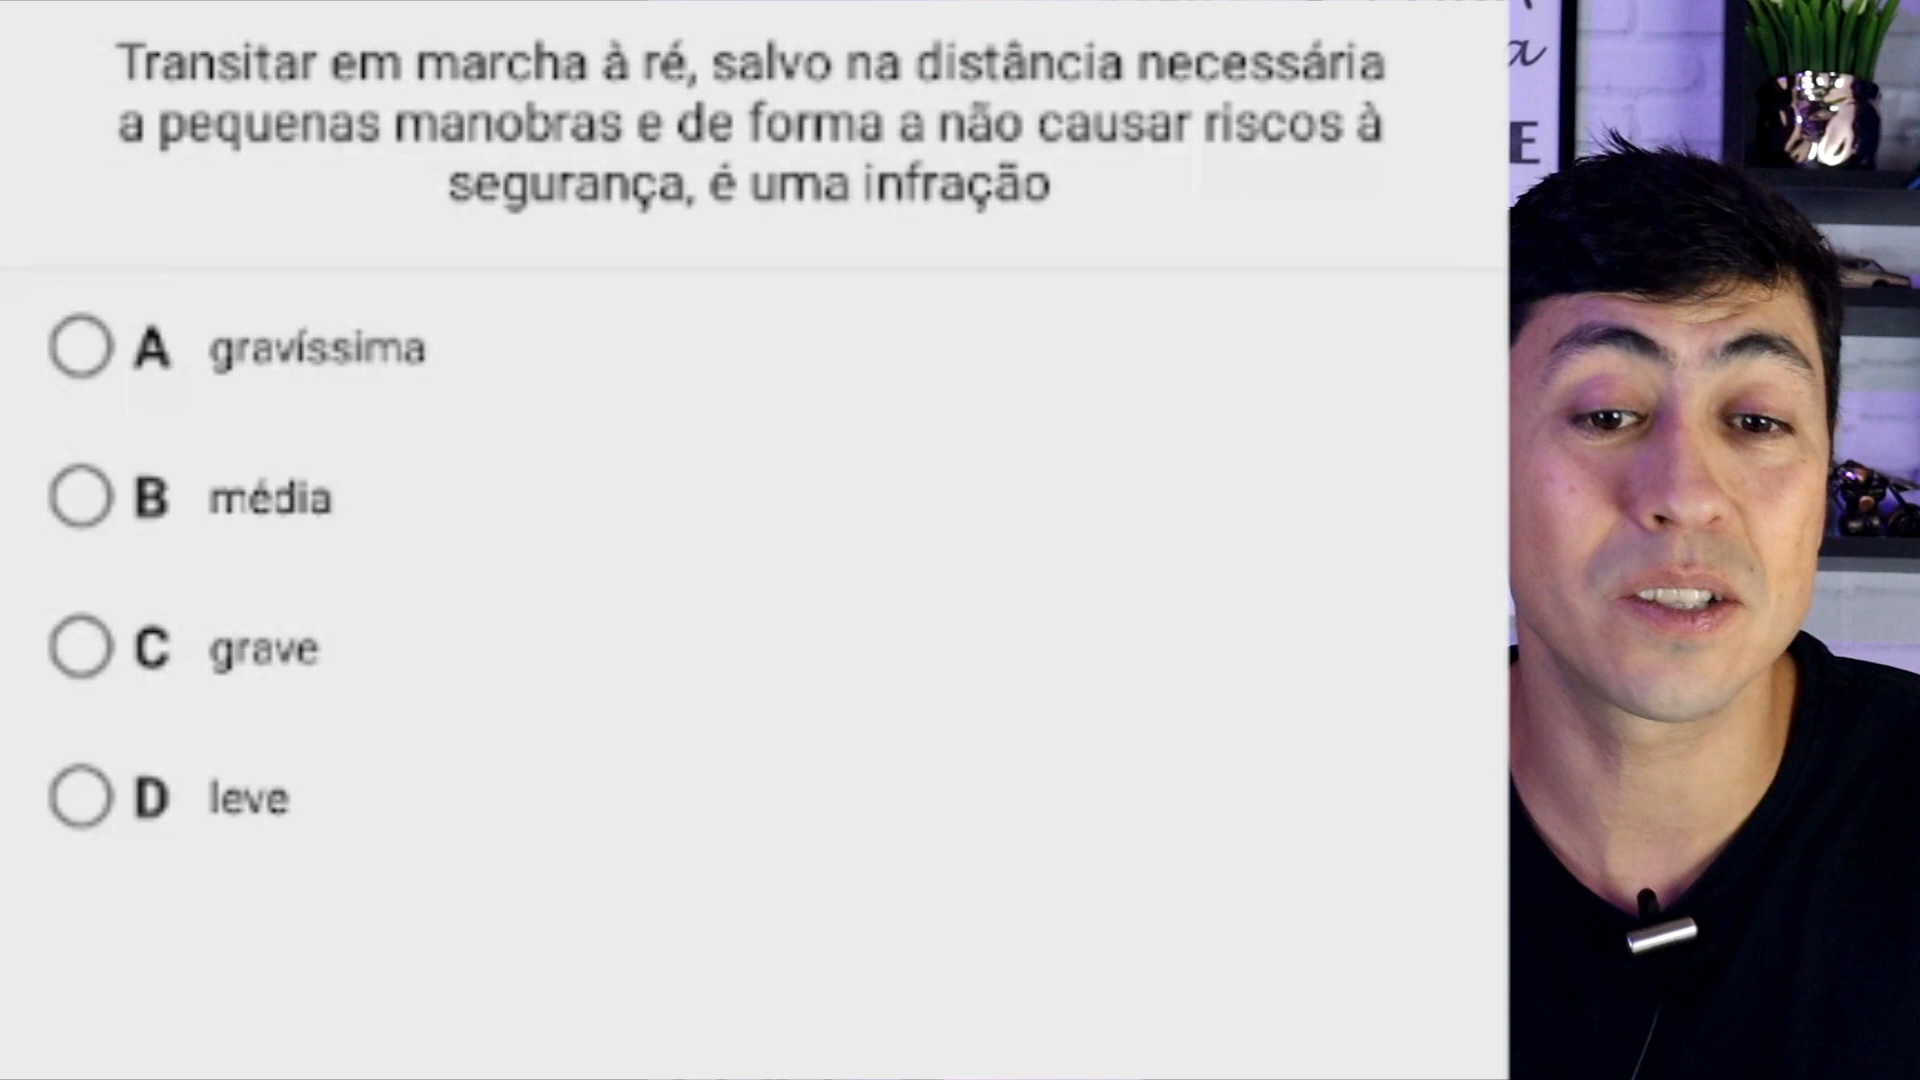 Transitar em marcha à ré, salvo na distância necessária
a pequenas manobras e de forma a não causar riscos à
segurança, é uma infração
A gravíssima
B média
C grave
D leve
a
E